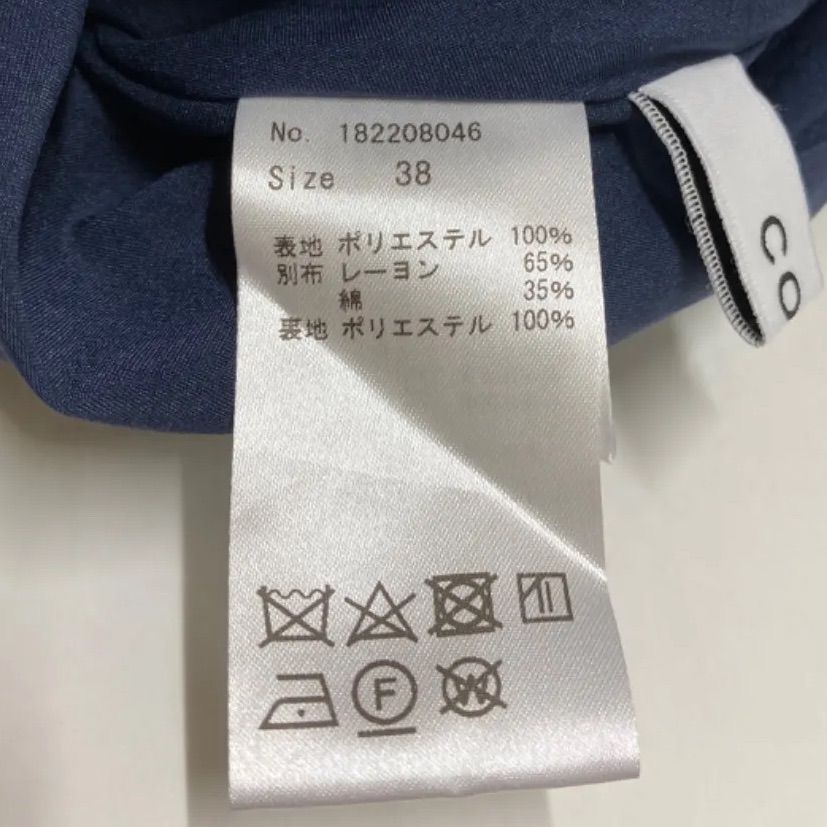 No. 182208046
Size 38
表地 ポリエステル 100%
別布 レーヨン 65%
綿 35%
裏地 ポリエステル 100%
F
W
CO